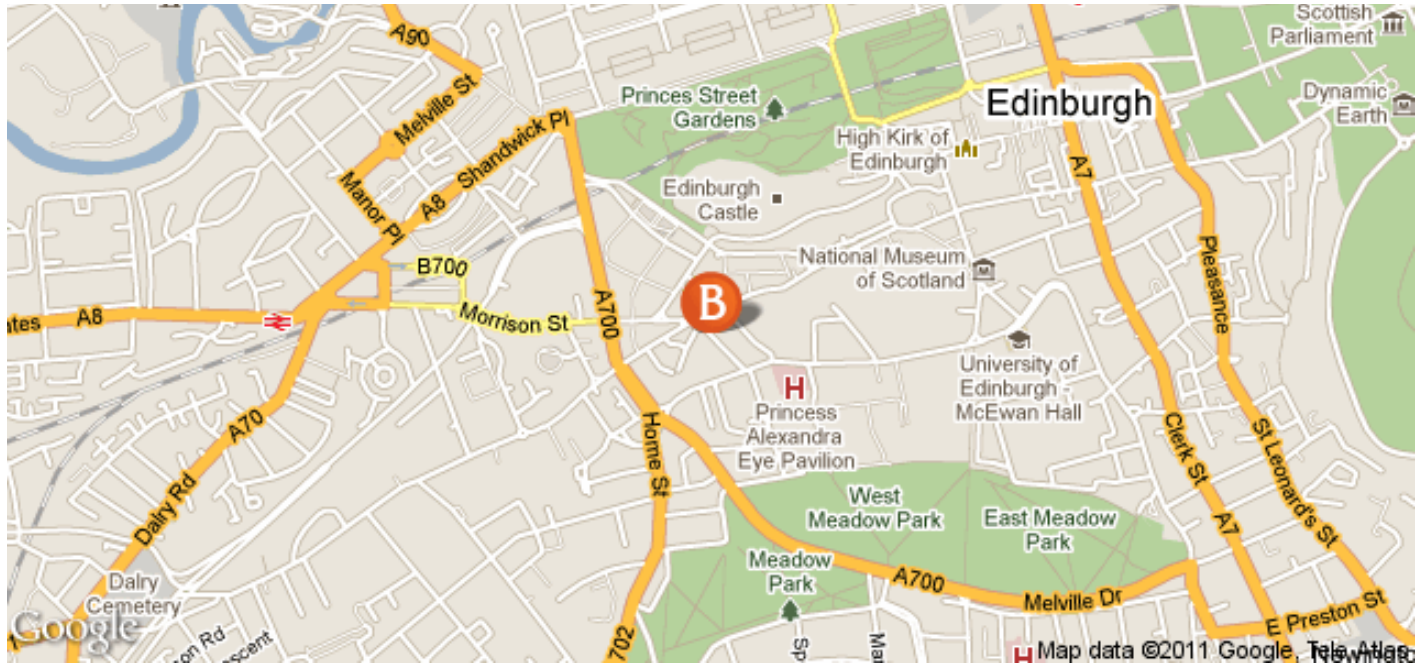 Scottish
Parliament
A90
Melville St
Princes Street
Gardens
Edinburgh
Dynamic
Earth
High Kirk of
Edinburgh
Shandwick Pl
A8
Manor Pl
A7
Edinburgh
Castle
National Museum
of Scotland
Pleasance
B700
B
A8
Morrison St
A700
University of
Edinburgh -
McEwan Hall
H
Princess
Alexandra
Eye Pavilion
A70
Home St
Clerk St
St Leonard's St
Dalry Rd
West
Meadow Park
East Meadow
Park
A7
Meadow
Park
A700
Melville Dr
E Preston St
Dalry
Cemetery
Google
702
H
Map data ©2011 Google, Tele Atlas